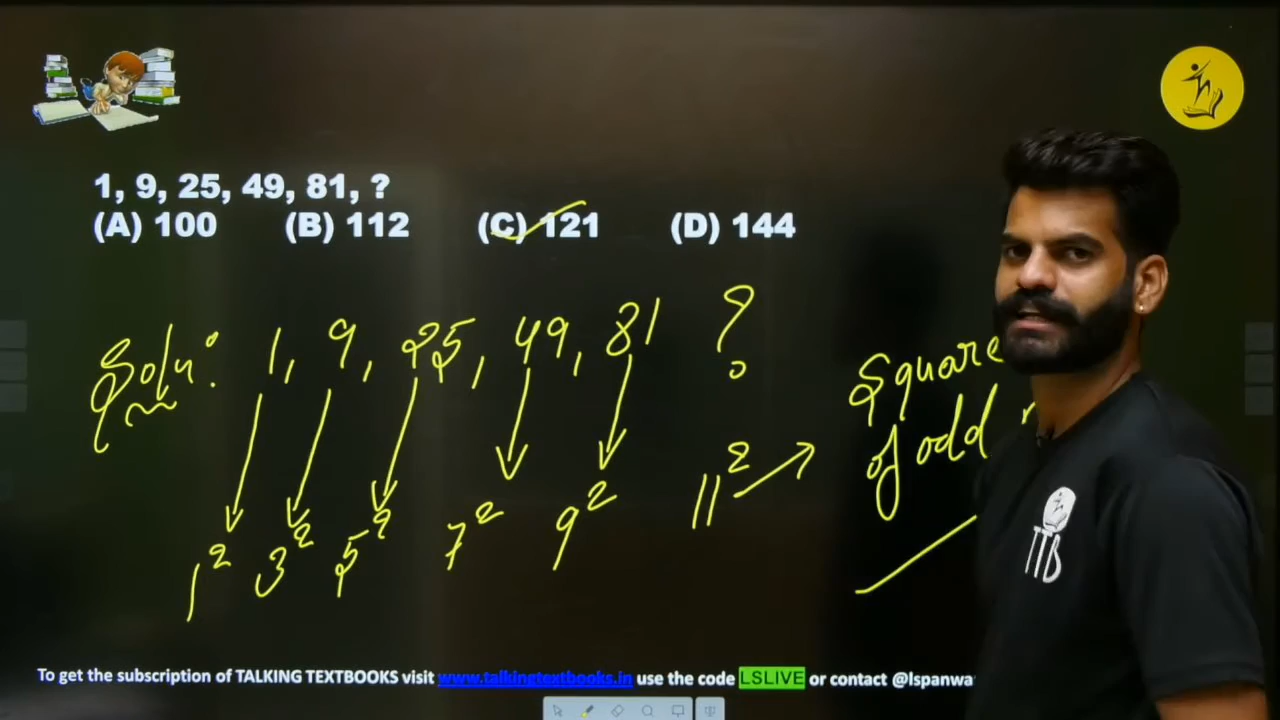 1, 9, 25, 49, 81, ?
(A) 100 (B) 112 (C) 121 (D) 144
Soln: 1, 9, 25, 49, 81 ?
1² 3² 5² 7² 9² 11²
Square
of odd
TTB
To get the subscription of TALKING TEXTBOOKS visit www.talkingtextbooks.in use the code LSLIVE or contact @lspanwa